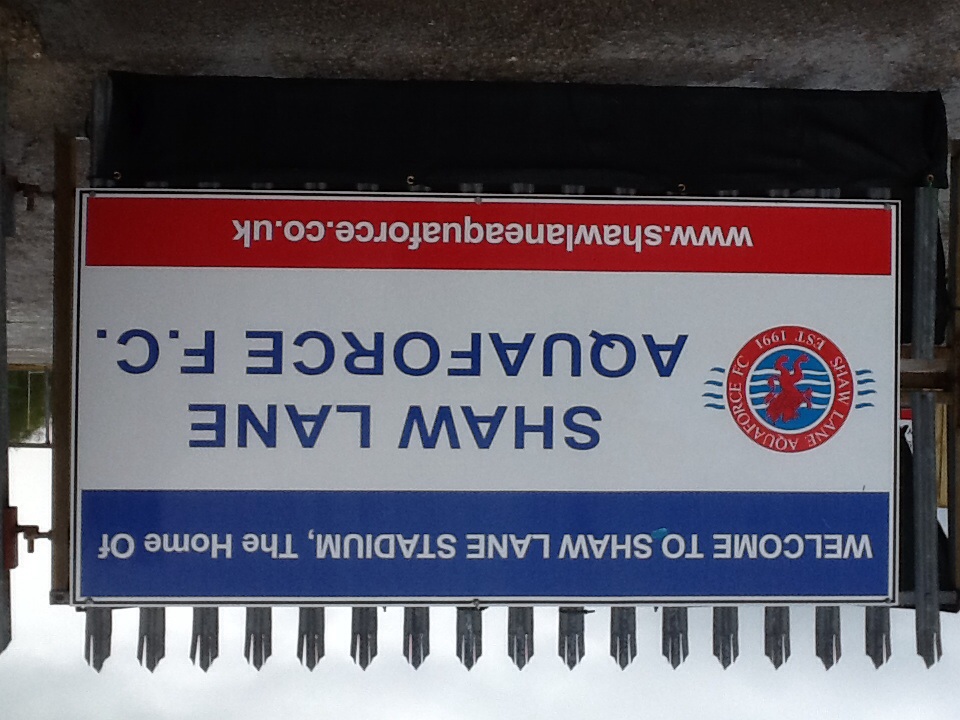 WELCOME TO SHAW LANE STADIUM, The Home Of
SHAW LANE
AQUAFORCE F.C.
SHAW LANE AQUAFORCE FC
EST 1991
www.shawlaneaquaforce.co.uk